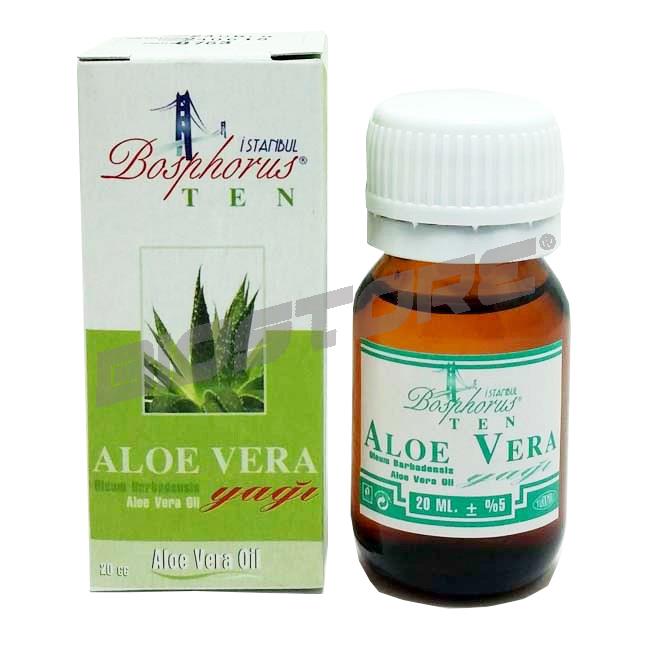 İSTANBUL
Bosphorus®
TEN
ALOE VERA
Oleum Barbadensis
yağı
Aloe Vera Oil
20 cc
Aloe Vera Oil
İSTANBUL
Bosphorus®
TEN
ALOE VERA
Oleum Barbadensis
yağı
Aloe Vera Oil
20 ML. ± %5